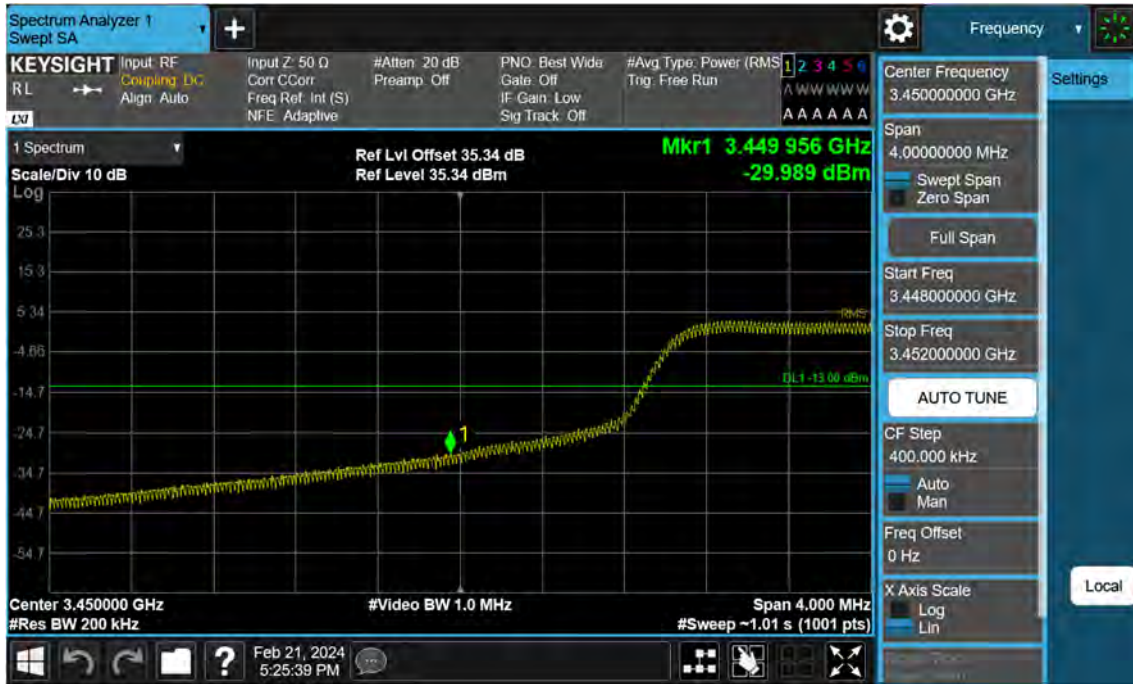 Spectrum Analyzer 1
Swept SA
Frequency
KEYSIGHT
RL
LXI
Input: RF
Coupling: DC
Align: Auto
Input Z: 50 Ω
Corr CCorr
Freq Ref: Int (S)
NFE: Adaptive
#Atten: 20 dB
Preamp: Off
PNO: Best Wide
Gate: Off
IF Gain: Low
Sig Track: Off
#Avg Type: Power (RMS
Trig: Free Run
1 2 3 4 5 6
A W W W W W
A A A A A A
1 Spectrum
Scale/Div 10 dB
Ref Lvl Offset 35.34 dB
Ref Level 35.34 dBm
Mkr1 3.449 956 GHz
-29.989 dBm
Log
25.3
15.3
5.34
-4.66
-14.7
-24.7
-34.7
-44.7
-54.7
RMS
DL1 -13.00 dBm
1
Center 3.450000 GHz
#Res BW 200 kHz
#Video BW 1.0 MHz
Span 4.000 MHz
#Sweep ~1.01 s (1001 pts)
Feb 21, 2024
5:25:39 PM
Center Frequency
3.450000000 GHz
Settings
Span
4.00000000 MHz
Swept Span
Zero Span
Full Span
Start Freq
3.448000000 GHz
Stop Freq
3.452000000 GHz
AUTO TUNE
CF Step
400.000 kHz
Auto
Man
Freq Offset
0 Hz
X Axis Scale
Log
Lin
Local